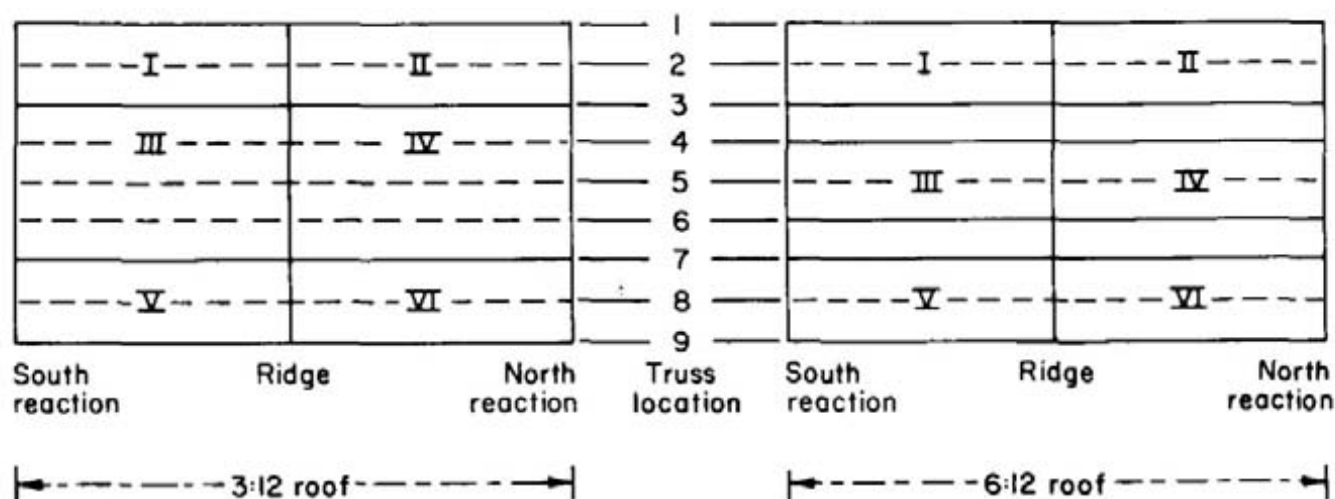 1
I II 2 I II
3
III IV 4
5 III IV
6
7
V VI 8 V VI
9
South reaction Ridge North reaction Truss location South reaction Ridge North reaction
3:12 roof 6:12 roof